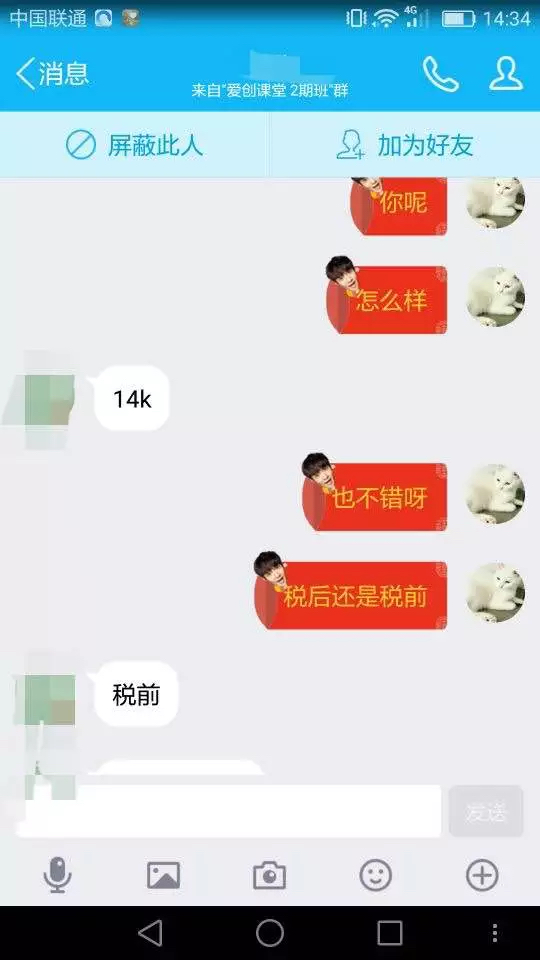 中国联通
4G
14:34
消息
来自"爱创课堂 2期班"群
屏蔽此人
加为好友
你呢
怎么样
14k
也不错呀
税后还是税前
税前
发送